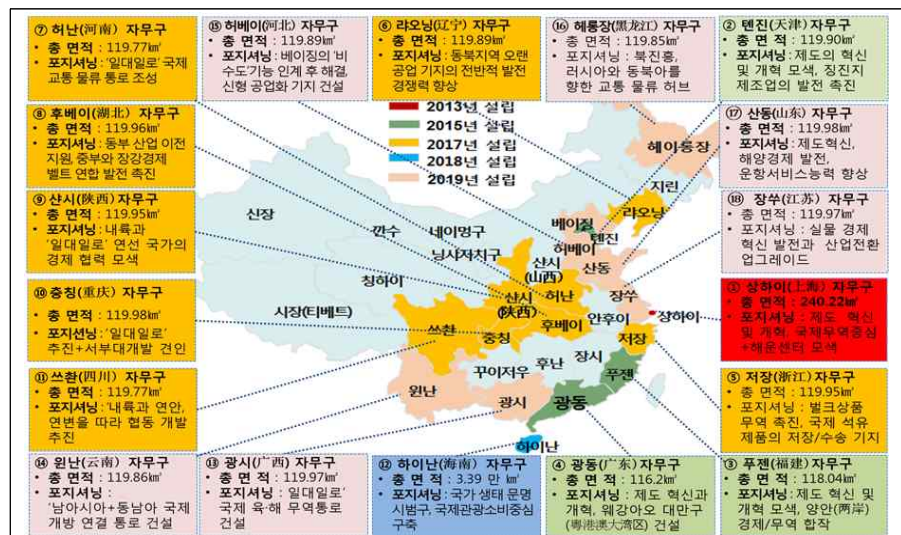 ⑦ 허난(河南) 자무구
• 총 면적 : 119.77㎢
• 포지셔닝: '일대일로' 국제
교통 물류 통로 조성
⑮ 허베이(河北) 자무구
• 총 면적 : 119.89㎢
• 포지셔닝: 베이징의 '비
수도'기능 인계 후 해결,
신형 공업화 기지 건설
⑥ 랴오닝(辽宁) 자무구
• 총 면적 : 119.89㎢
• 포지셔닝: 동북지역 오랜
공업 기지의 전반적 발전
경쟁력 향상
⑯ 헤롱장(黑龙江) 자무구
• 총 면적 : 119.85㎢
• 포지셔닝 : 북진흥,
러시아와 동북아를
향한 교통 물류 허브
② 텐진(天津) 자무구
• 총 면적 : 119.90㎢
• 포지셔닝: 제도의 혁신
및 개혁 모색, 징진지
제조업의 발전 촉진
⑧ 후베이(湖北) 자무구
• 총 면적 : 119.96㎢
• 포지셔닝: 동부 산업 이전
지원, 중부와 장강경제
벨트 연합 발전 촉진
2013년 설립
2015년 설립
2017년 설립
2018년 설립
2019년 설립
⑰ 산동(山东) 자무구
• 총 면적 : 119.98㎢
• 포지셔닝: 제도혁신,
해양경제 발전,
운항서비스능력 향상
⑨ 샨시(陕西) 자무구
• 총 면적 : 119.95㎢
• 포지셔닝 : 내륙과
'일대일로' 연선 국가의
경제 협력 모색
⑱ 장쑤(江苏) 자무구
• 총 면적 : 119.97㎢
• 포지셔닝 : 실물 경제
혁신 발전과 산업전환
업그레이드
⑩ 충칭(重庆) 자무구
• 총 면적 : 119.98㎢
• 포지션닝 : '일대일로'
추진+서부대개발 견인
① 상하이(上海) 자무구
• 총 면적 : 240.22㎢
• 포지셔닝: 제도 혁신
및 개혁, 국제무역중심
+해운센터 모색
⑪ 쓰촨(四川) 자무구
• 총 면적 : 119.77㎢
• 포지셔닝 : '내륙과 연안,
연변을 따라 협동 개발
추진
⑤ 저장(浙江) 자무구
• 총 면적 : 119.95㎢
• 포지셔닝 : 벌크상품
무역 촉진, 국제 석유
제품의 저장/수송 기지
헤이롱장
지린
랴오닝
신장
깐수
네이멍구
베이징
텐진
허베이
닝샤자치구
샨시
(山西)
산동
칭하이
샨시
(陕西)
허난
장쑤
시장(티베트)
안후이
상하이
쓰촨
충칭
후베이
저장
꾸이저우
후난
장시
푸젠
윈난
광시
광동
하이난
⑭ 윈난(云南) 자무구
• 총 면적 : 119.86㎢
• 포지셔닝 :
'남아시아+동남아 국제
개방 연결 통로 건설
⑬ 광시(广西) 자무구
• 총 면적 : 119.97㎢
• 포지셔닝 : '일대일로'
국제 육·해 무역통로
건설
⑫ 하이난(海南) 자무구
• 총 면적 : 3.39 만 ㎢
• 포지셔닝 : 국가 생태 문명
시범구, 국제관광소비중심
구축
④ 광동(广东) 자무구
• 총 면적 : 116.2㎢
• 포지셔닝 : 제도 혁신과
개혁, 웨강아오 대만구
(粤港澳大湾区) 건설
③ 푸젠(福建) 자무구
• 총 면적 : 118.04㎢
• 포지셔닝 : 제도 혁신 및
개혁 모색, 양안(两岸)
경제/무역 합작